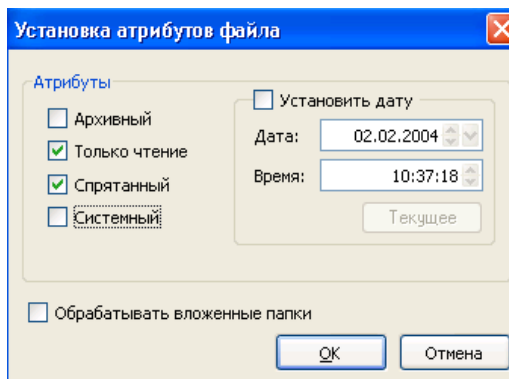 Установка атрибутов файла
Атрибуты
Архивный
Только чтение
Спрятанный
Системный
Установить дату
Дата: 02.02.2004
Время: 10:37:18
Текущее
Обрабатывать вложенные папки
OK Отмена